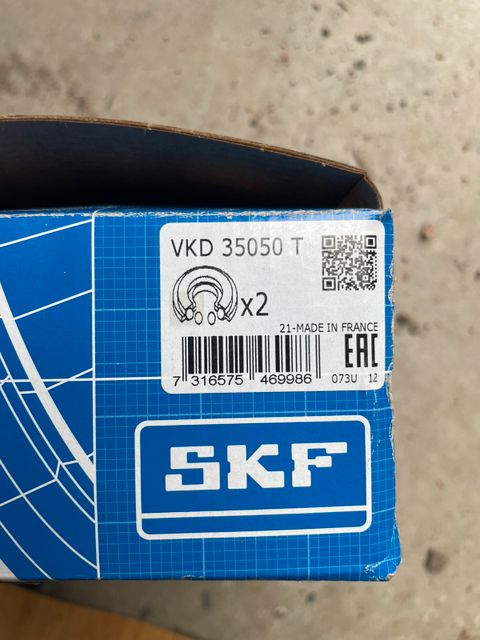 VKD 35050 T
x2
21-MADE IN FRANCE
EAC
7 316575 469986
073U 12
SKF